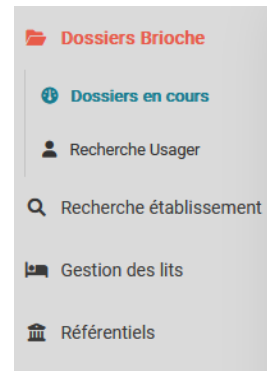 Dossiers Brioche
Dossiers en cours
Recherche Usager
Recherche établissement
Gestion des lits
Référentiels